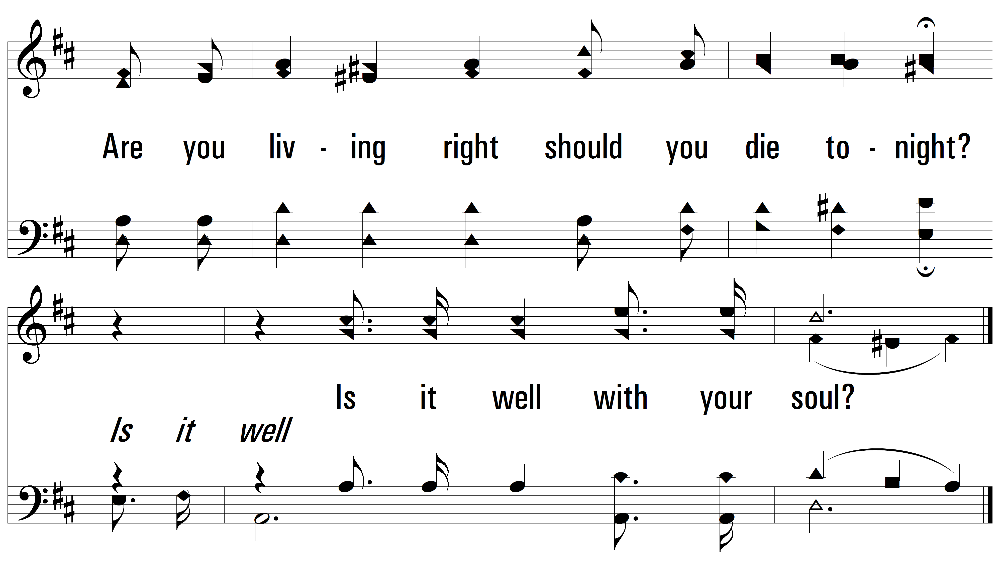 Are you liv - ing right should you die to - night?
Is it well with your soul?
Is it well